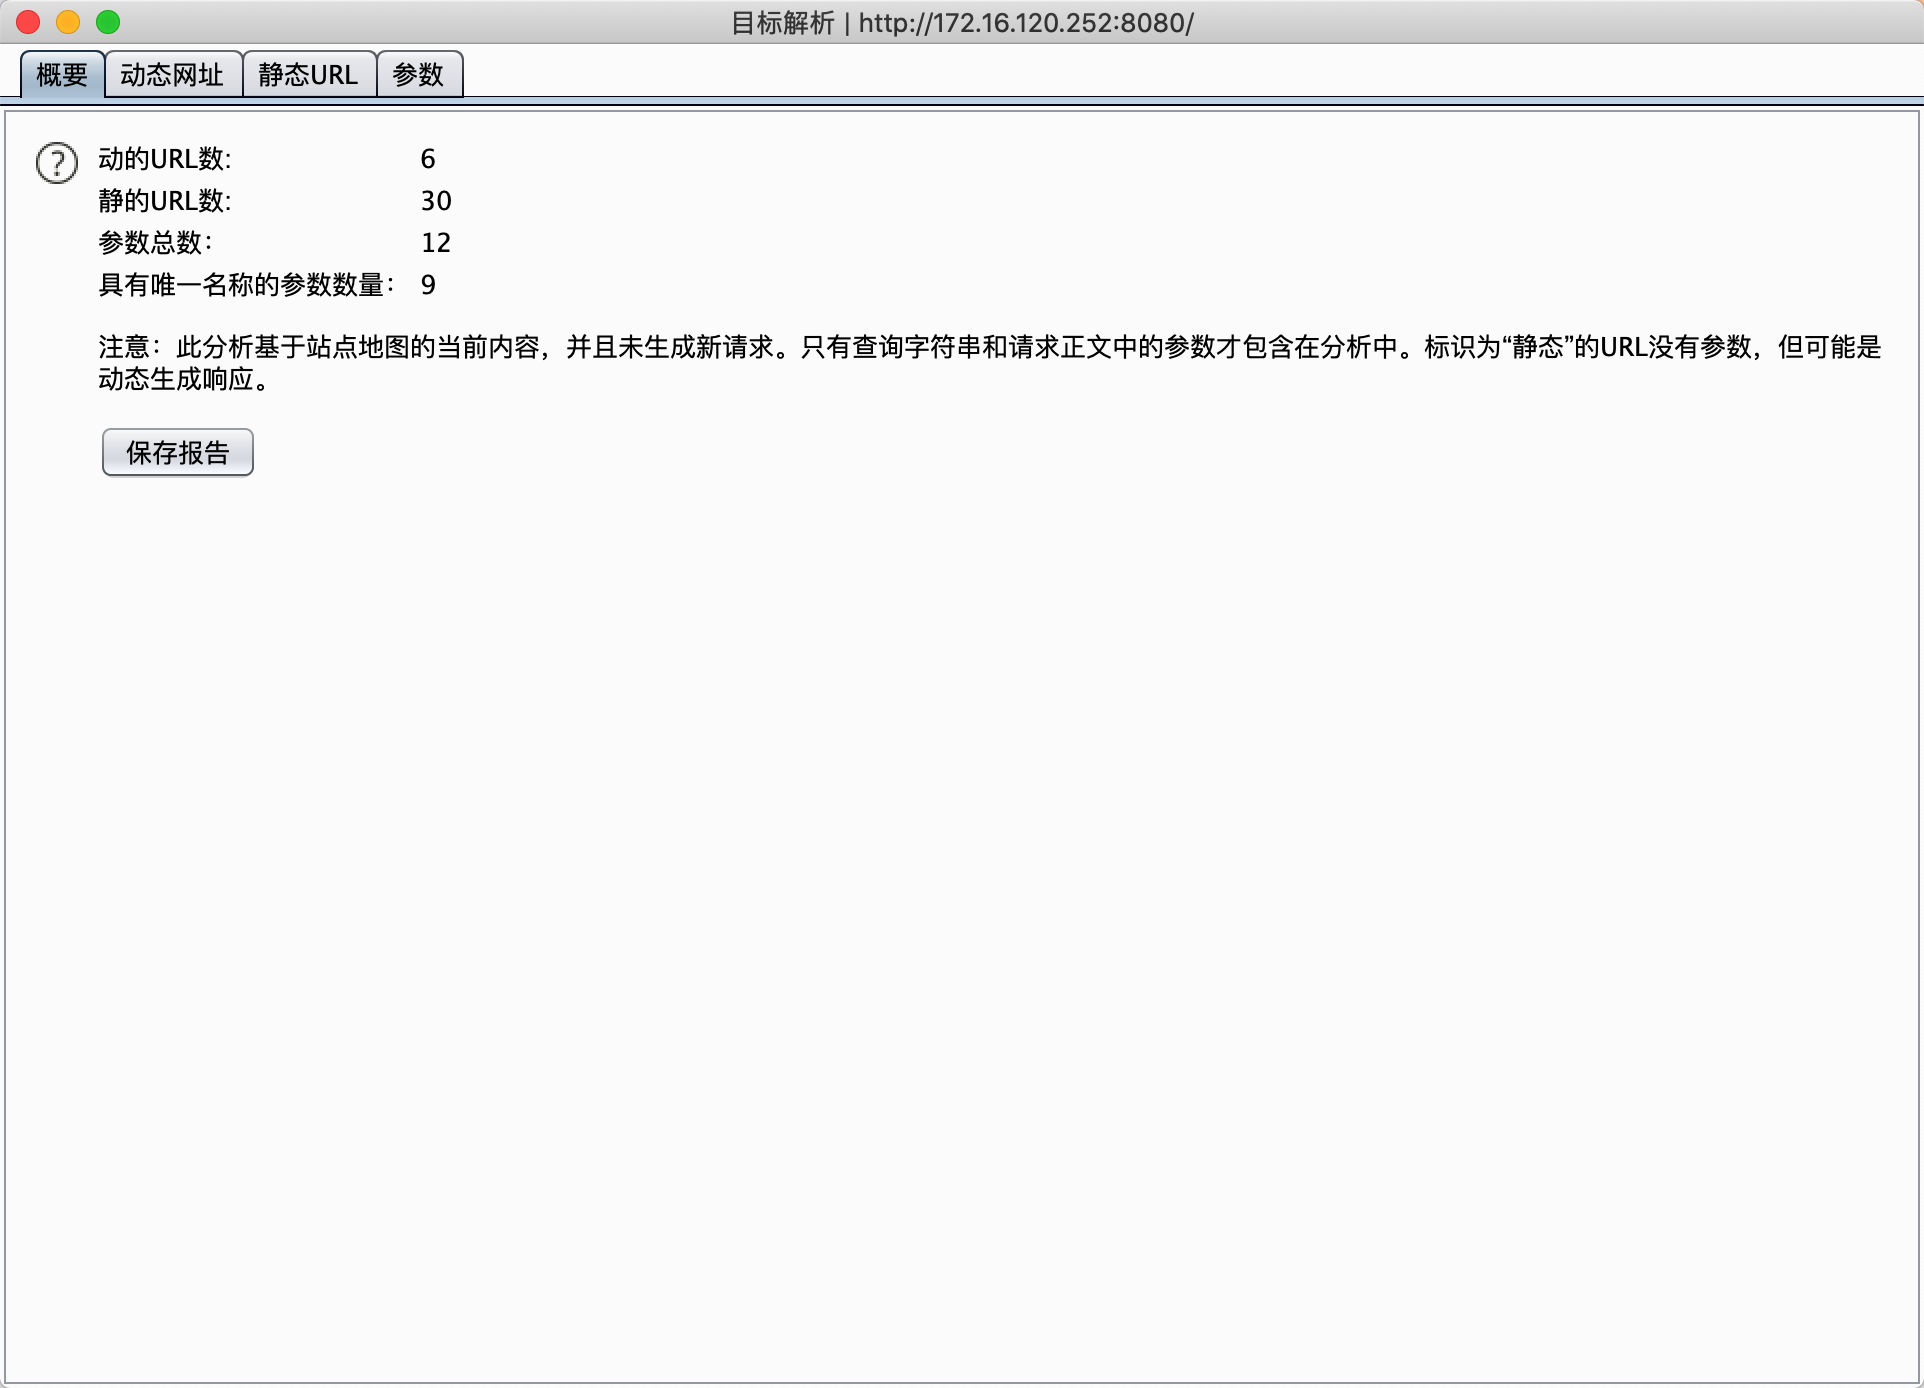 目标解析 | http://172.16.120.252:8080/
概要 动态网址 静态URL 参数
? 动的URL数: 6
静的URL数: 30
参数总数: 12
具有唯一名称的参数数量: 9
注意：此分析基于站点地图的当前内容，并且未生成新请求。只有查询字符串和请求正文中的参数才包含在分析中。标识为“静态”的URL没有参数，但可能是
动态生成响应。
保存报告